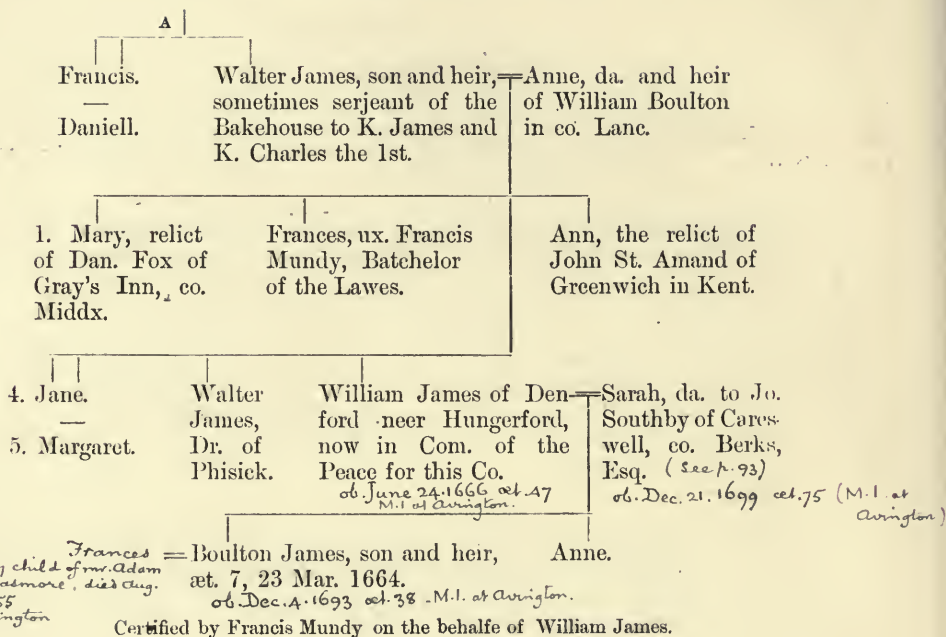 A
Francis.
—
Daniell.
Walter James, son and heir,
sometimes serjeant of the
Bakehouse to K. James and
K. Charles the 1st.
Anne, da. and heir
of William Boulton
in co. Lanc.
1. Mary, relict
of Dan. Fox of
Gray's Inn, co.
Middx.
Frances, ux. Francis
Mundy, Batchelor
of the Lawes.
Ann, the relict of
John St. Amand of
Greenwich in Kent.
4. Jane.
—
5. Margaret.
Walter
James,
Dr. of
Phisick.
William James of Den-
ford neer Hungerford,
now in Com. of the
Peace for this Co.
ob. June 24. 1666 æt. 47
M.I. at Avington.
Sarah, da. to Jo.
Southby of Cares-
well, co. Berks,
Esq. (See p. 93)
ob. Dec. 21. 1699 æt. 75 (M.I. at
Avington)
Frances
child of mr. Adam
died Aug.
55
ington
= Boulton James, son and heir,
æt. 7, 23 Mar. 1664.
ob. Dec. 4. 1693 æt. 38 - M.I. at Avington.
Anne.
Certified by Francis Mundy on the behalfe of William James.